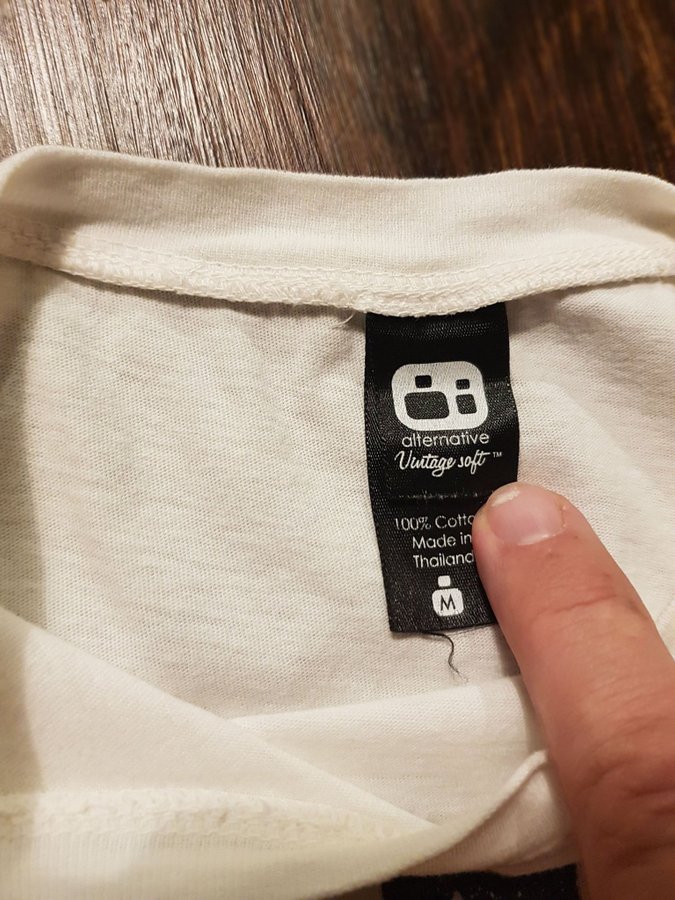 alternative
Vintage soft™
100% Cotto
Made in
Thailand
M